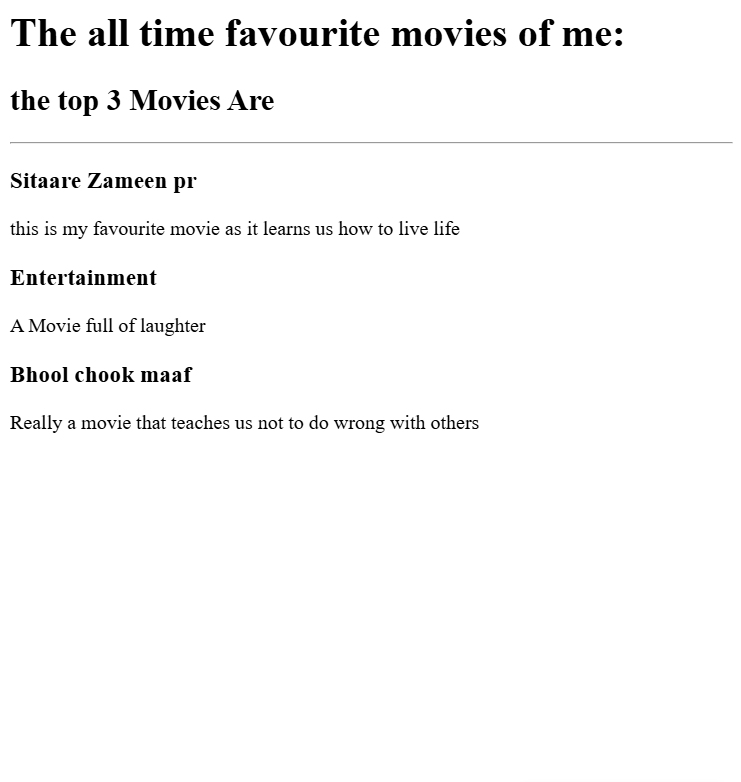 The all time favourite movies of me:
the top 3 Movies Are
Sitaare Zameen pr
this is my favourite movie as it learns us how to live life
Entertainment
A Movie full of laughter
Bhool chook maaf
Really a movie that teaches us not to do wrong with others